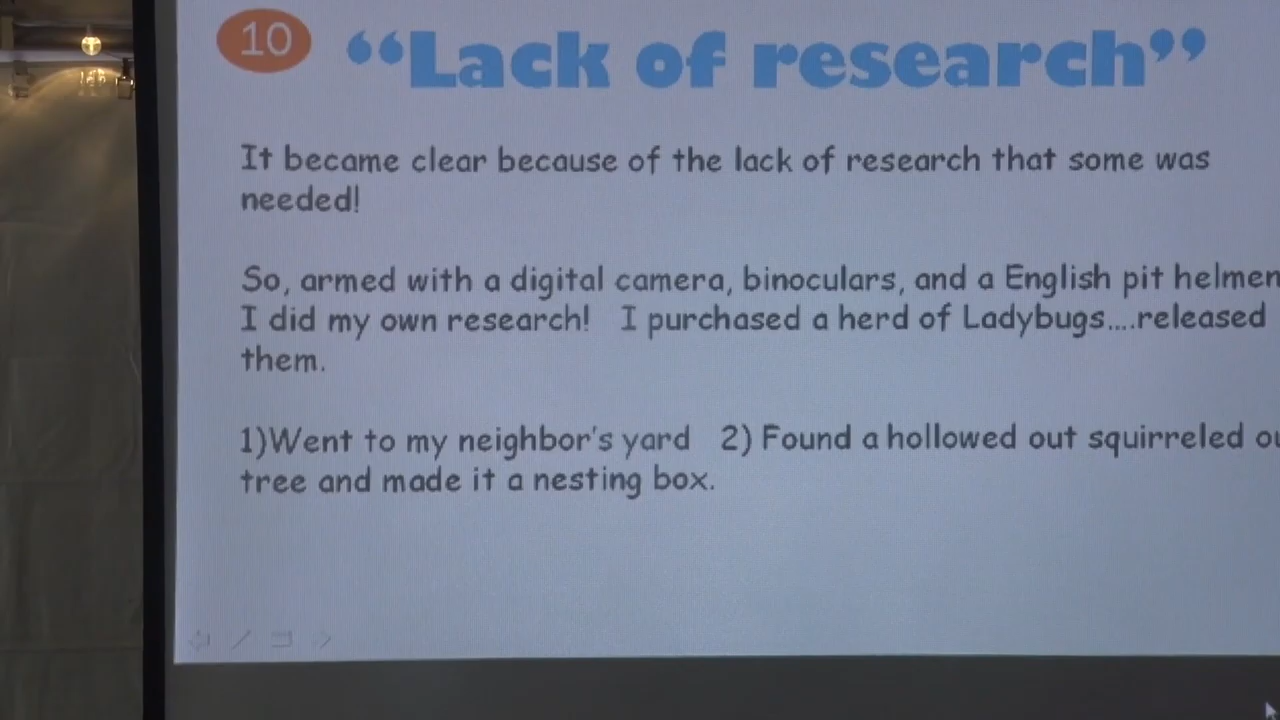 10
“Lack of research”
It became clear because of the lack of research that some was
needed!
So, armed with a digital camera, binoculars, and a English pit
I did my own research! I purchased a herd of Ladybugs....released
them.
1)Went to my neighbor's yard 2) Found a hollowed out squirreled
tree and made it a nesting box.